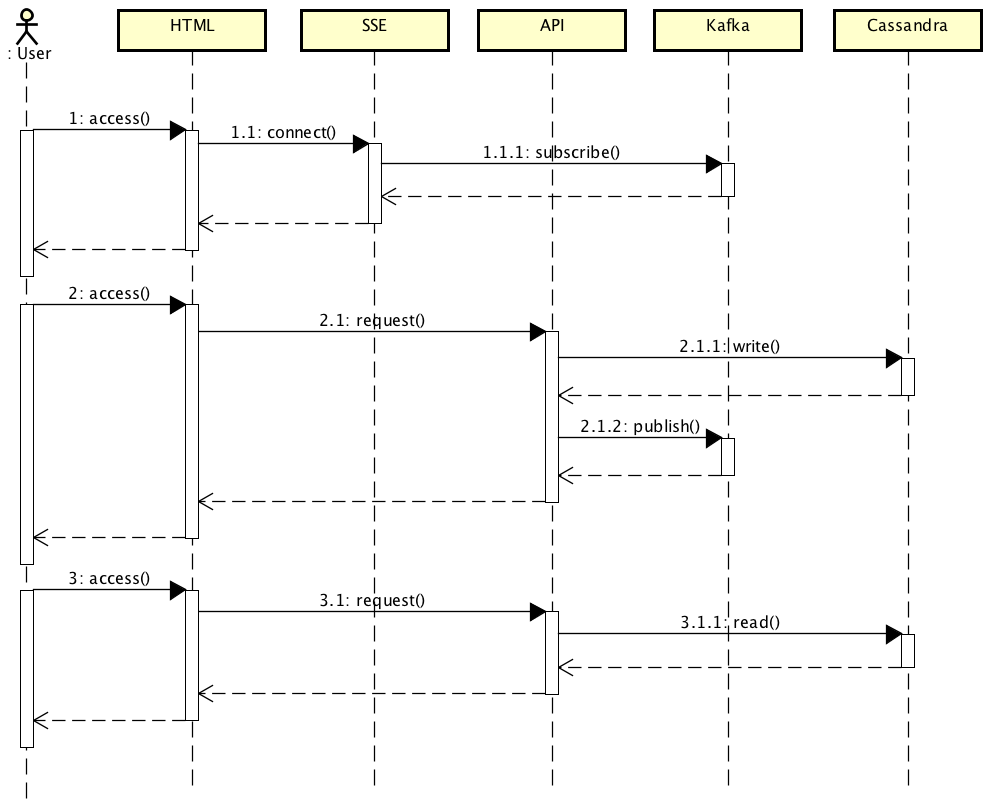 : User
HTML
SSE
API
Kafka
Cassandra
1: access()
1.1: connect()
1.1.1: subscribe()
2: access()
2.1: request()
2.1.1: write()
2.1.2: publish()
3: access()
3.1: request()
3.1.1: read()